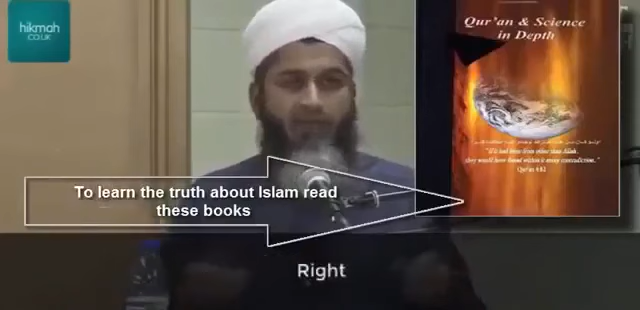 hikmah
.CO.UK
Qur'an & Science
in Depth
"If it had been from other than Allah,
they would have found within it many contradiction."
Qur'an 4:82
To learn the truth about Islam read
these books
Right